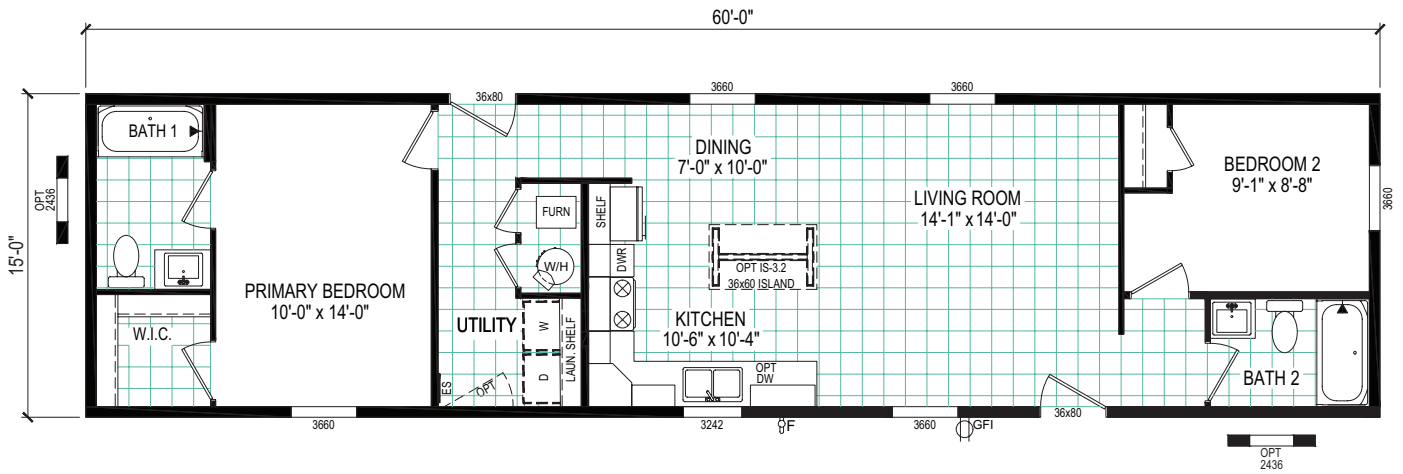 60'-0"
15'-0"
36x80
3660
3660
BATH 1
OPT
2436
DINING
7'-0" x 10'-0"
BEDROOM 2
9'-1" x 8'-8"
3660
LIVING ROOM
14'-1" x 14'-0"
FURN
SHELF
W/H
DWR
OPT IS-3.2
36x60 ISLAND
PRIMARY BEDROOM
10'-0" x 14'-0"
W.I.C.
UTILITY
W
D
LAUN. SHELF
KITCHEN
10'-6" x 10'-4"
OPT
DW
ES
OPT
BATH 2
3660
3242
F
3660
GFI
36x80
OPT
2436